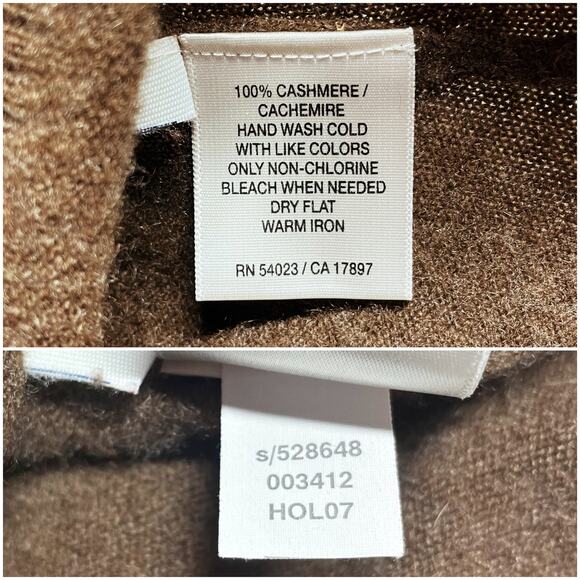 100% CASHMERE /
CACHEMIRE
HAND WASH COLD
WITH LIKE COLORS
ONLY NON-CHLORINE
BLEACH WHEN NEEDED
DRY FLAT
WARM IRON
RN 54023 / CA 17897
s/528648
003412
HOL07